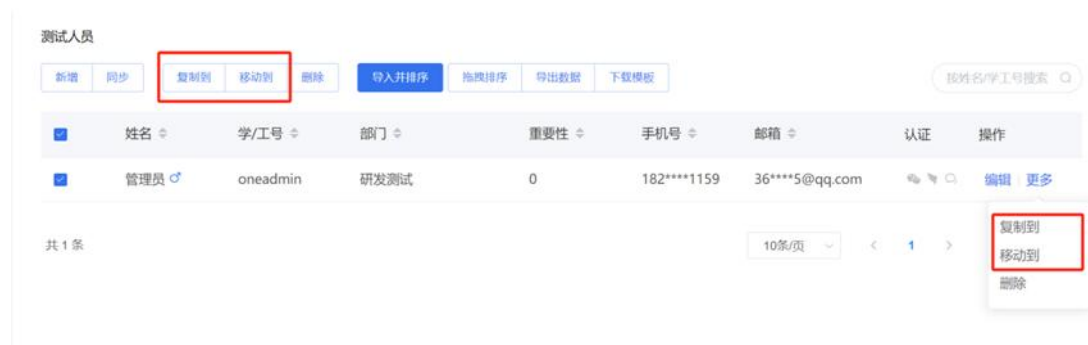 测试人员
新增 同步 复制到 移动到 删除 导入并排序 拖拽排序 导出数据 下载模板 按姓名/学工号搜索
姓名 学/工号 部门 重要性 手机号 邮箱 认证 操作
管理员 oneadmin 研发测试 0 182****1159 36****5@qq.com 编辑 更多
复制到
移动到
删除
共 1 条 10条/页 1